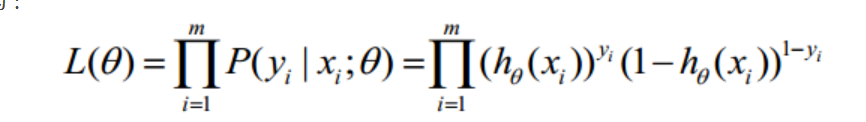 :
L(θ) = ∏_{i=1}^{m} P(y_i | x_i; θ) = ∏_{i=1}^{m} (h_θ(x_i))^{y_i} (1 − h_θ(x_i))^{1−y_i}